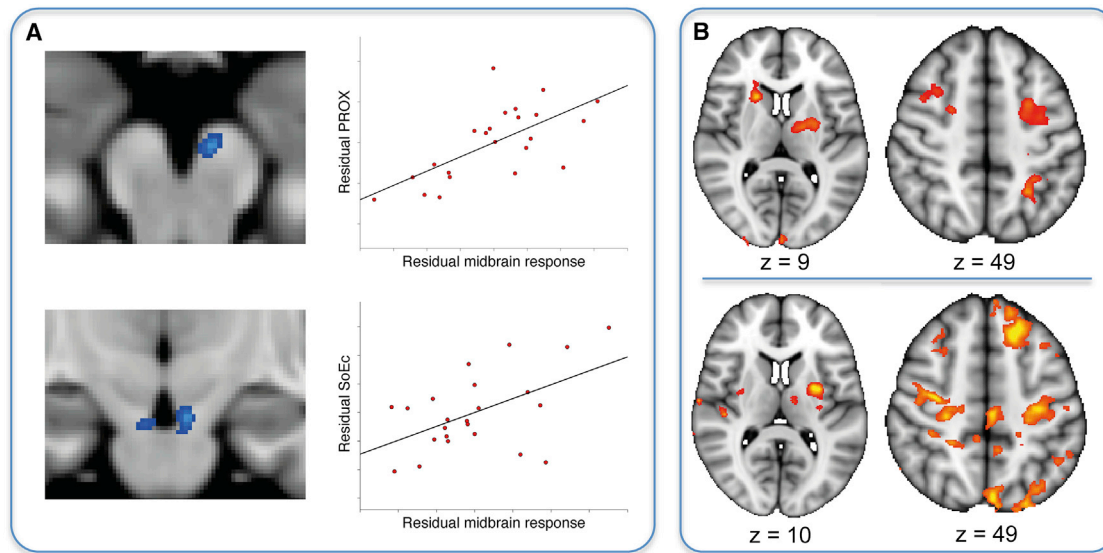 A
Residual PROX
Residual midbrain response
Residual SoEc
Residual midbrain response
B
z = 9
z = 49
z = 10
z = 49